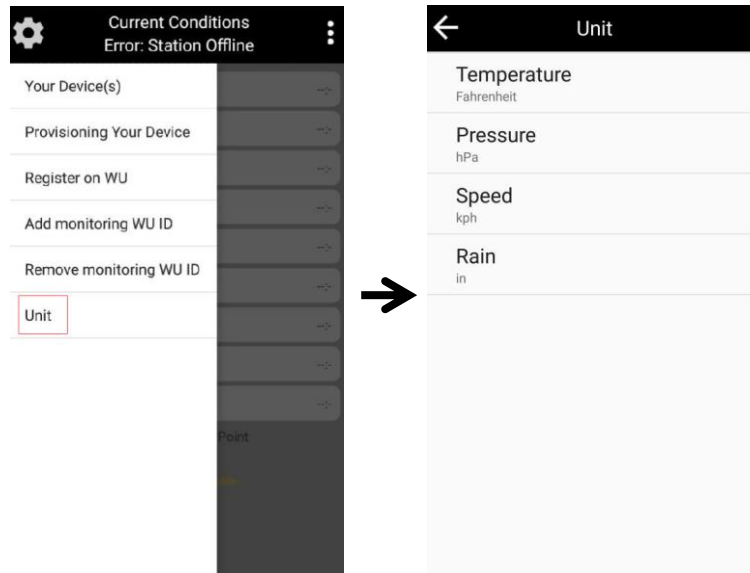 Current Conditions
Error: Station Offline
Your Device(s)
Provisioning Your Device
Register on WU
Add monitoring WU ID
Remove monitoring WU ID
Unit
--:-
--:-
--:-
--:-
--:-
--:-
--:-
--:-
--:-
Point
Unit
Temperature
Fahrenheit
Pressure
hPa
Speed
kph
Rain
in